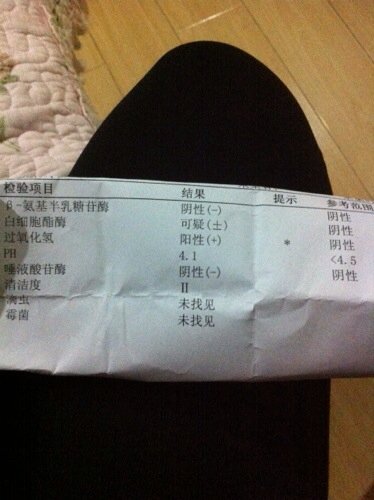 检验项目 结果 提示 参考范围
β-氨基半乳糖苷酶 阴性(-) 阴性
白细胞酯酶 可疑(±) 阴性
过氧化氢 阳性(+) * 阴性
PH 4.1 <4.5
唾液酸苷酶 阴性(-) 阴性
清洁度 II
滴虫 未找见
霉菌 未找见